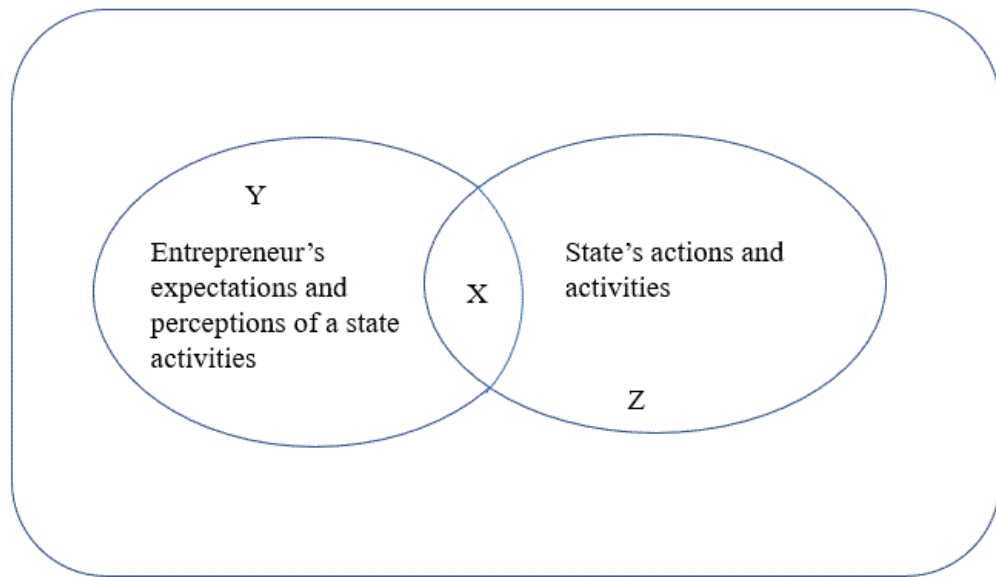 Y
Entrepreneur’s
expectations and
perceptions of a state
activities
X
State’s actions and
activities
Z